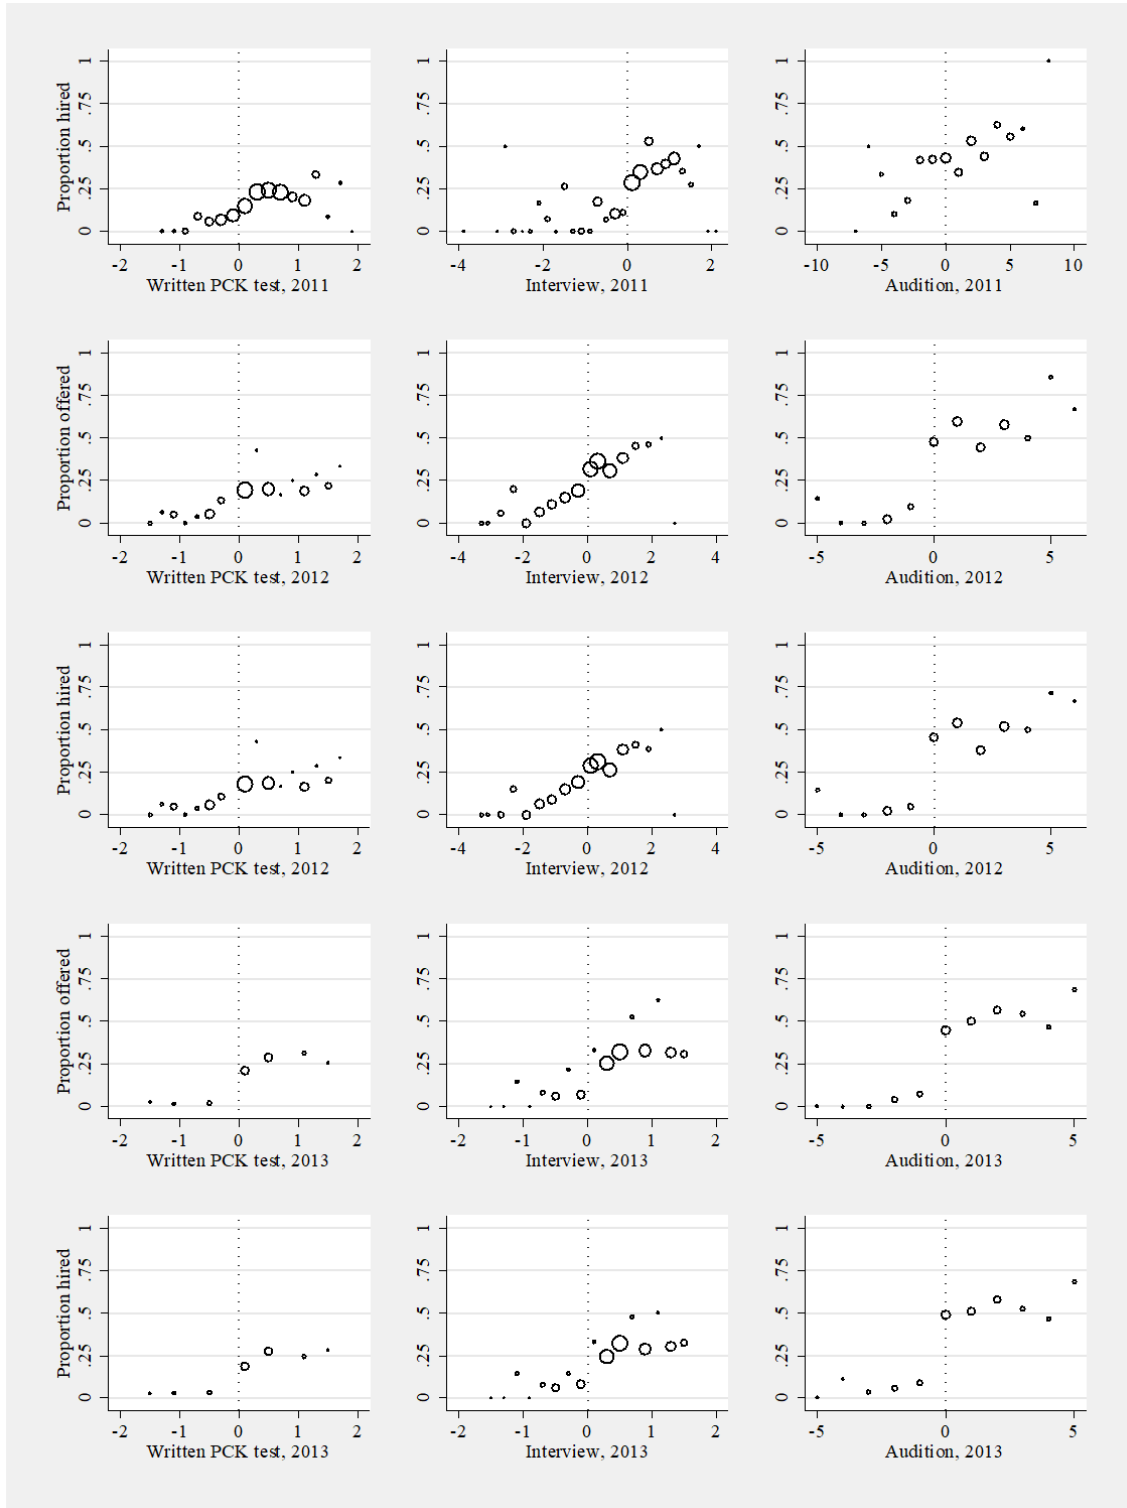 Proportion hired
1
.75
.5
.25
0
-2 -1 0 1 2
Written PCK test, 2011
1
.75
.5
.25
0
-4 -2 0 2
Interview, 2011
1
.75
.5
.25
0
-10 -5 0 5 10
Audition, 2011
Proportion offered
1
.75
.5
.25
0
-2 -1 0 1 2
Written PCK test, 2012
1
.75
.5
.25
0
-4 -2 0 2 4
Interview, 2012
1
.75
.5
.25
0
-5 0 5
Audition, 2012
Proportion hired
1
.75
.5
.25
0
-2 -1 0 1 2
Written PCK test, 2012
1
.75
.5
.25
0
-4 -2 0 2 4
Interview, 2012
1
.75
.5
.25
0
-5 0 5
Audition, 2012
Proportion offered
1
.75
.5
.25
0
-2 -1 0 1 2
Written PCK test, 2013
1
.75
.5
.25
0
-2 -1 0 1 2
Interview, 2013
1
.75
.5
.25
0
-5 0 5
Audition, 2013
Proportion hired
1
.75
.5
.25
0
-2 -1 0 1 2
Written PCK test, 2013
1
.75
.5
.25
0
-2 -1 0 1 2
Interview, 2013
1
.75
.5
.25
0
-5 0 5
Audition, 2013